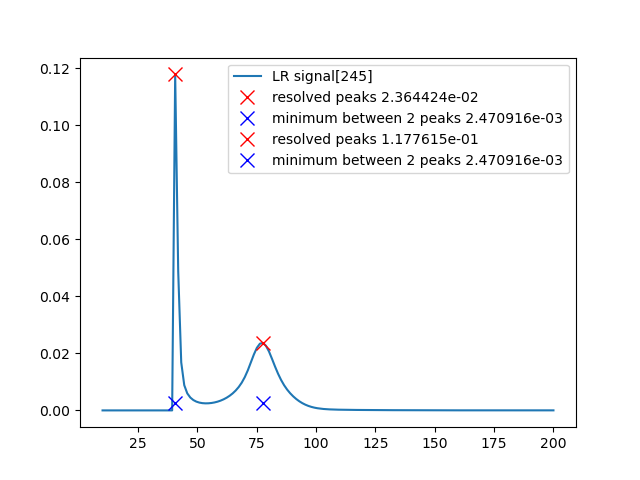 0.12
0.10
0.08
0.06
0.04
0.02
0.00
LR signal[245]
resolved peaks 2.364424e-02
minimum between 2 peaks 2.470916e-03
resolved peaks 1.177615e-01
minimum between 2 peaks 2.470916e-03
25 50 75 100 125 150 175 200